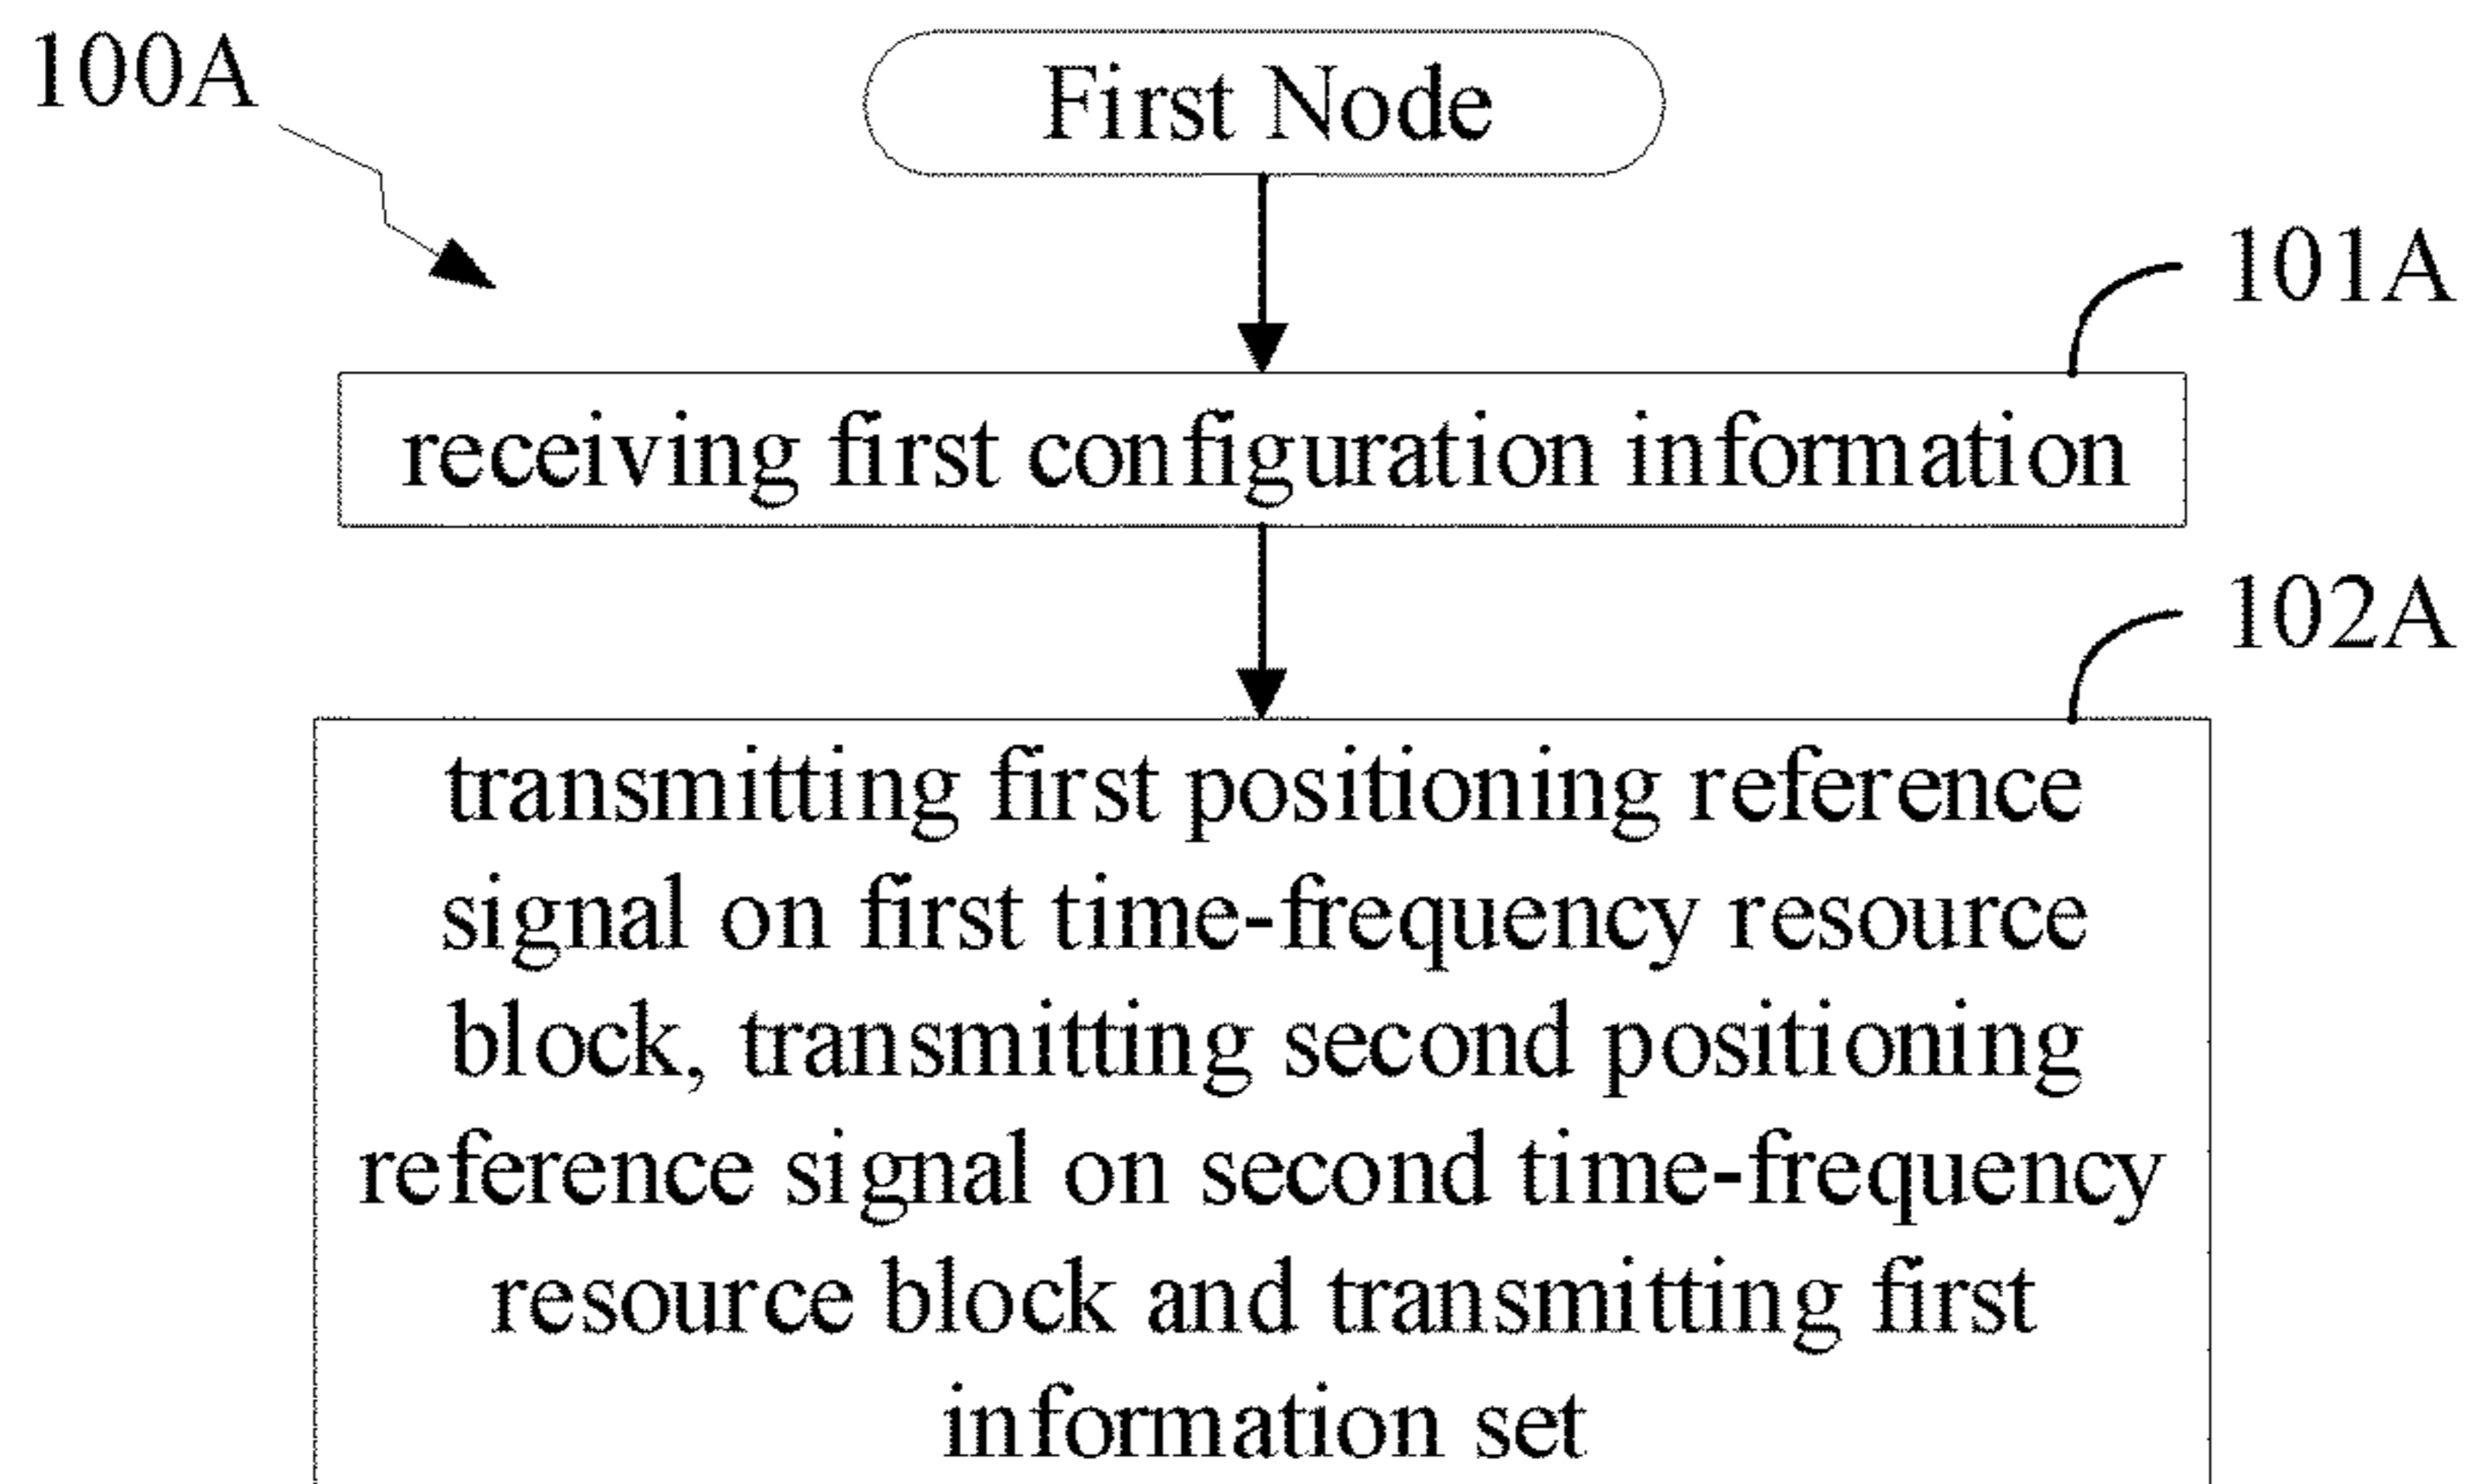 100A
First Node
101A
receiving first configuration information
102A
transmitting first positioning reference
signal on first time-frequency resource
block, transmitting second positioning
reference signal on second time-frequency
resource block and transmitting first
information set